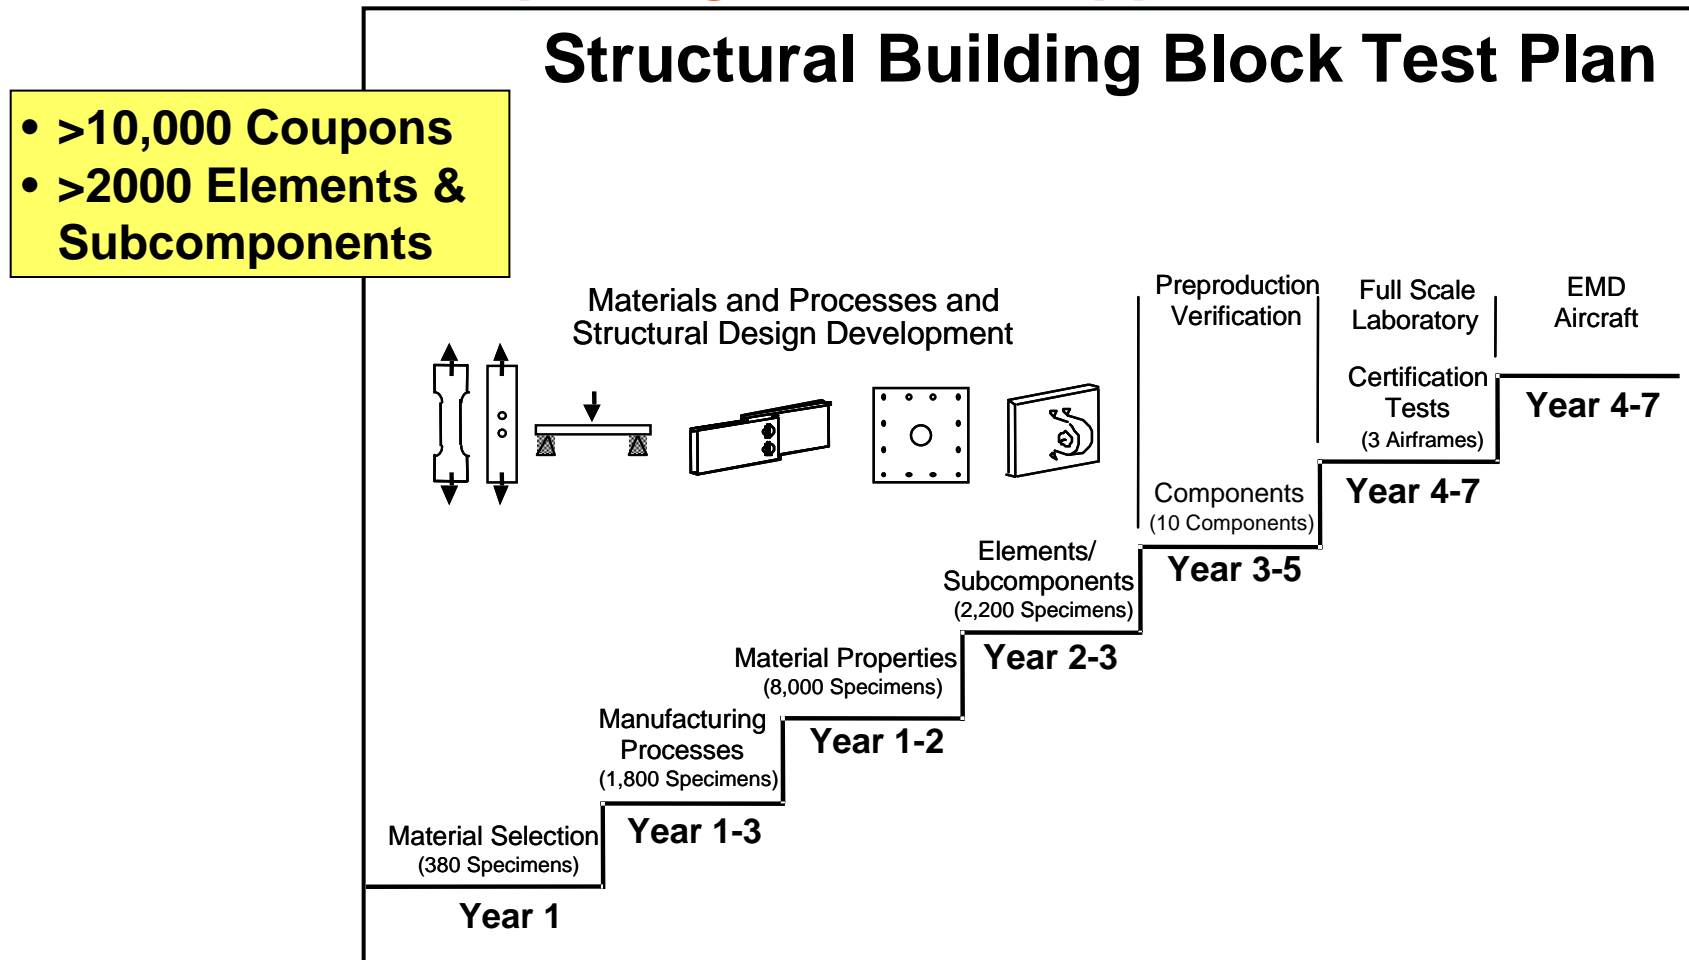 Structural Building Block Test Plan
• >10,000 Coupons
• >2000 Elements &
Subcomponents
Materials and Processes and
Structural Design Development
Preproduction
Verification
Full Scale
Laboratory
EMD
Aircraft
Certification
Tests
(3 Airframes)
Year 4-7
Year 4-7
Components
(10 Components)
Year 3-5
Elements/
Subcomponents
(2,200 Specimens)
Year 2-3
Material Properties
(8,000 Specimens)
Year 1-2
Manufacturing
Processes
(1,800 Specimens)
Year 1-3
Material Selection
(380 Specimens)
Year 1